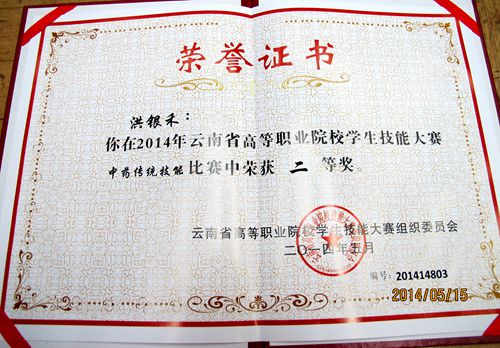 荣誉证书
洪银禾：
你在2014年云南省高等职业院校学生技能大赛
中药传统技能比赛中荣获 二 等奖。
云南省高等职业院校学生技能大赛组织委员会
二〇一四年五月
编号：201414803
2014/05/15